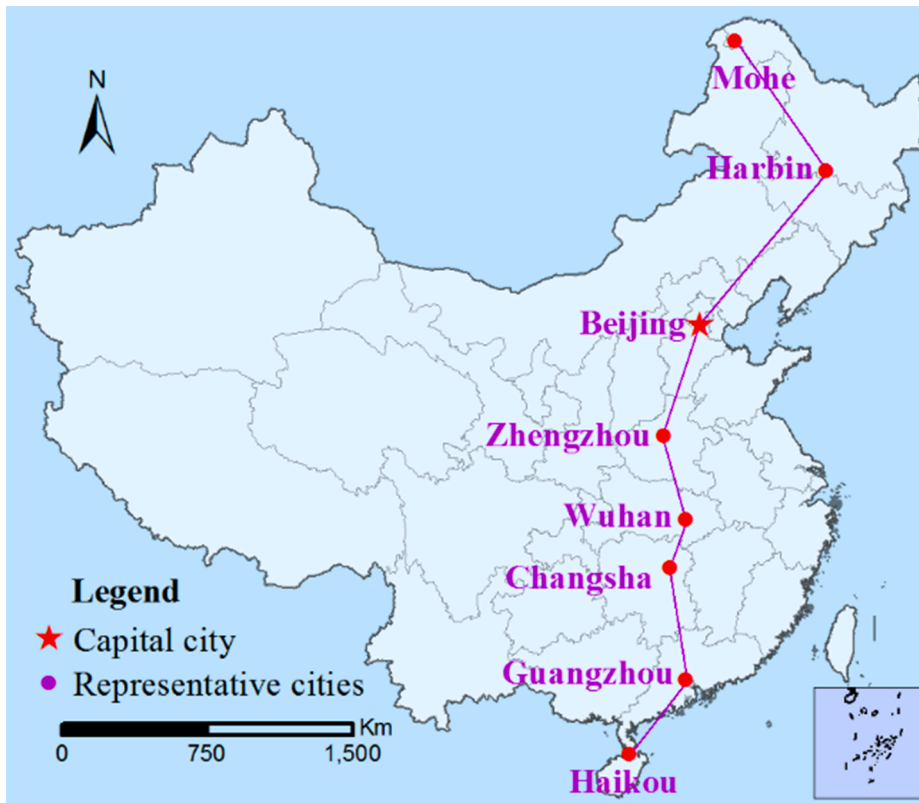 N
Mohe
Harbin
Beijing
Zhengzhou
Wuhan
Changsha
Guangzhou
Haikou
Legend
Capital city
Representative cities
Km
0 750 1,500